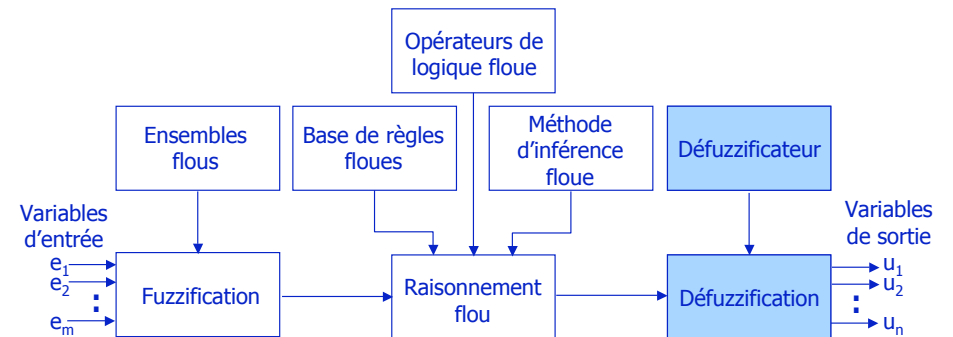 Opérateurs de
logique floue
Ensembles
flous
Base de règles
floues
Méthode
d'inférence
floue
Défuzzificateur
Variables
d'entrée
e1
e2
:
em
Fuzzification
Raisonnement
flou
Défuzzification
Variables
de sortie
u1
u2
:
un